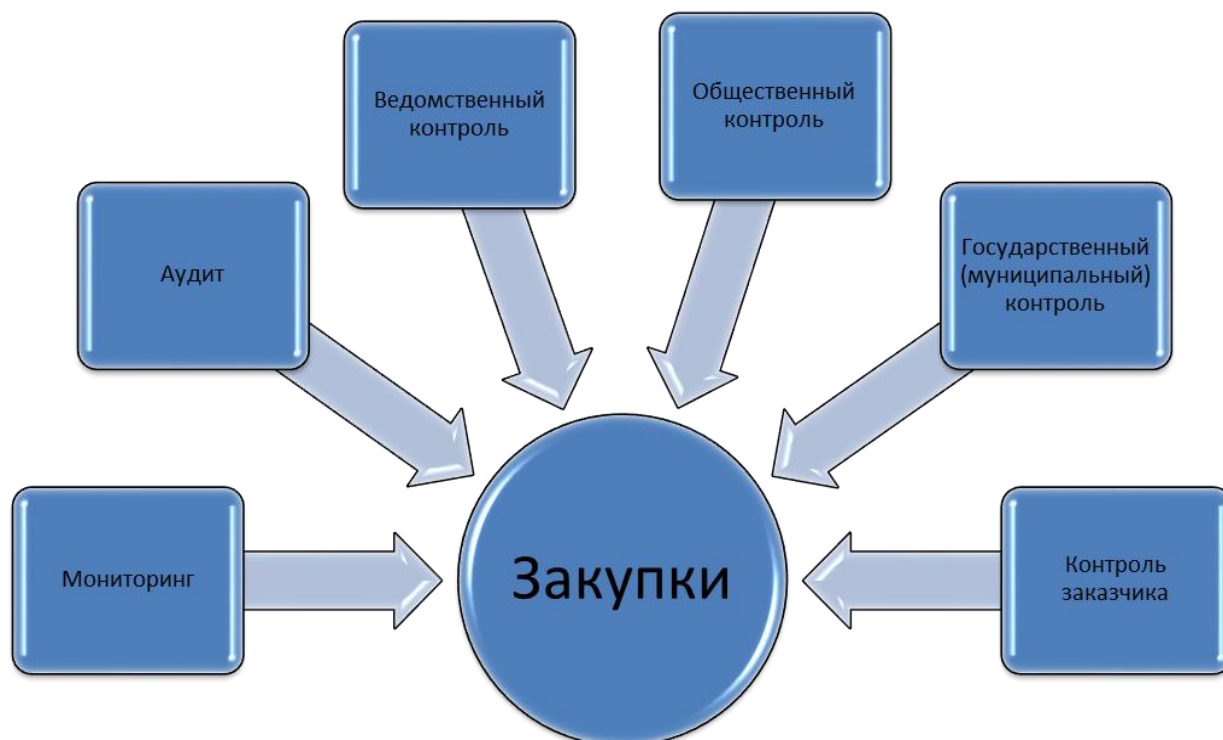 Ведомственный
контроль
Общественный
контроль
Аудит
Государственный
(муниципальный)
контроль
Мониторинг
Закупки
Контроль
заказчика